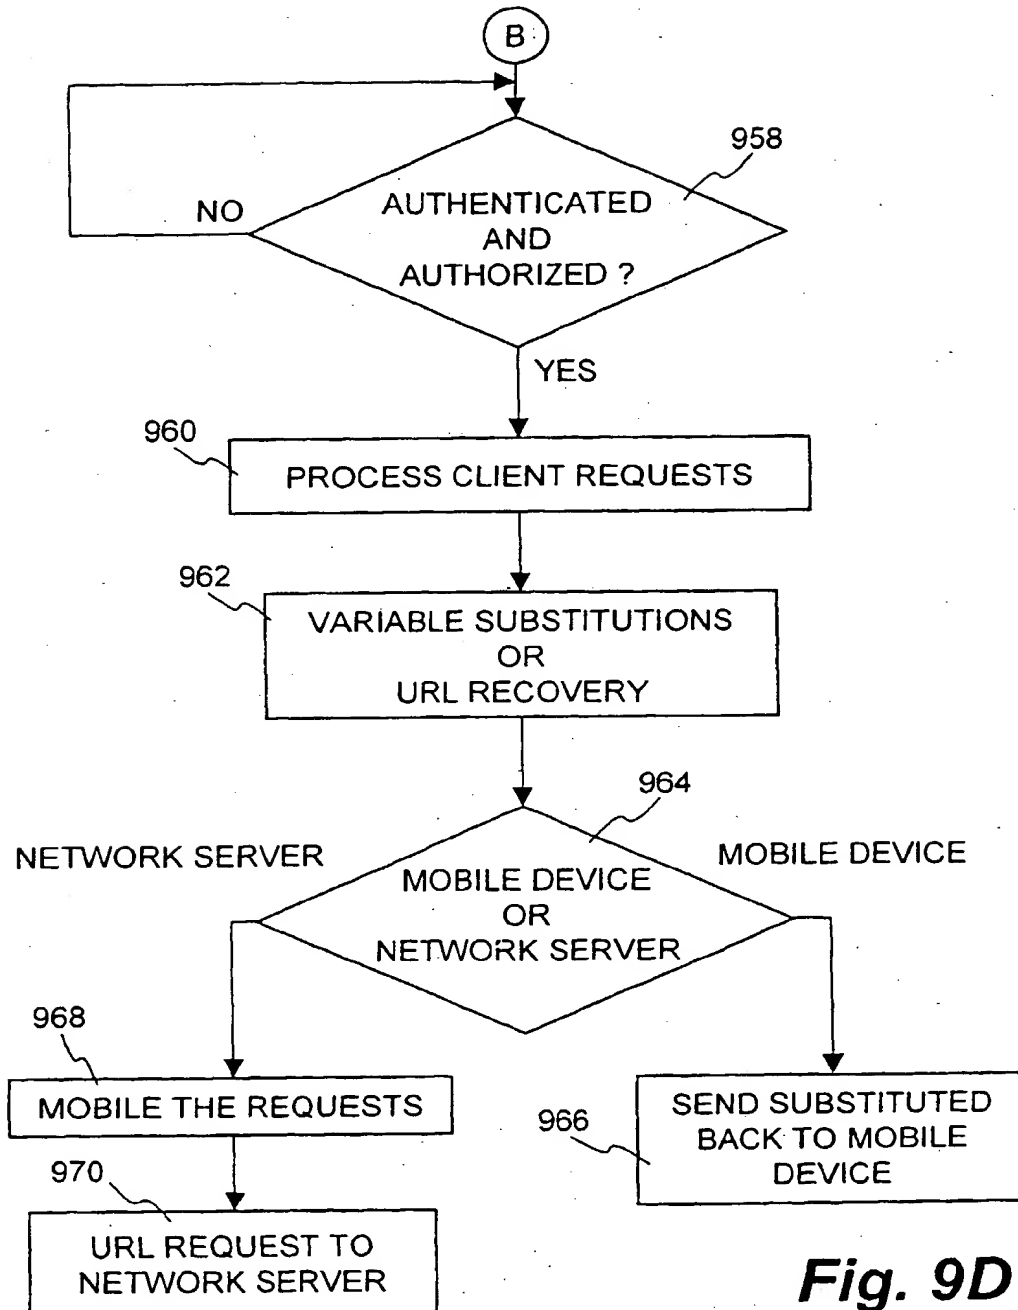 B
958
NO
AUTHENTICATED
AND
AUTHORIZED ?
YES
960
PROCESS CLIENT REQUESTS
962
VARIABLE SUBSTITUTIONS
OR
URL RECOVERY
964
NETWORK SERVER
MOBILE DEVICE
MOBILE DEVICE
OR
NETWORK SERVER
968
MOBILE THE REQUESTS
966
SEND SUBSTITUTED
BACK TO MOBILE
DEVICE
970
URL REQUEST TO
NETWORK SERVER
Fig. 9D